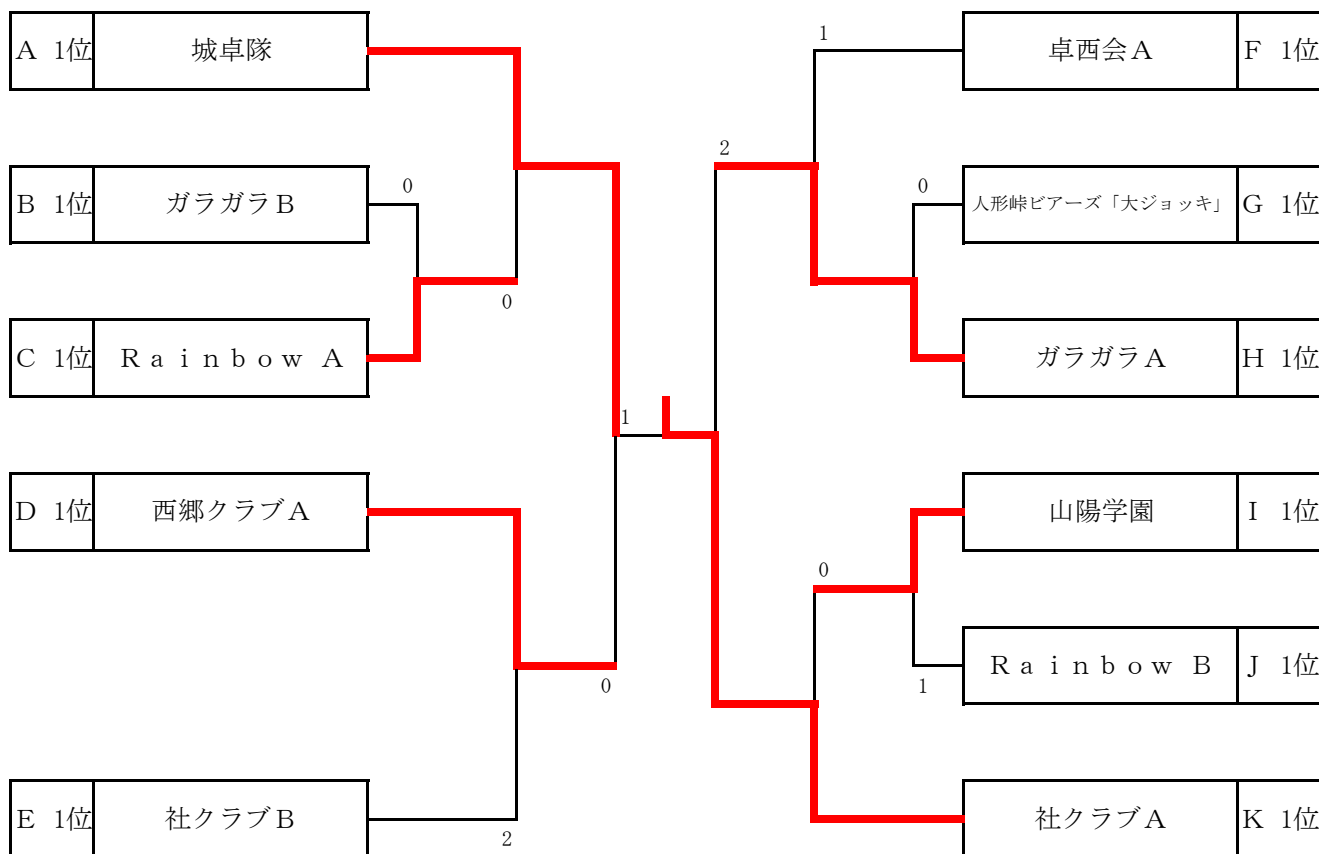 A 1位 城卓隊
B 1位 ガラガラB
C 1位 Rainbow A
D 1位 西郷クラブA
E 1位 社クラブB
0
0
0
2
1
2
1
0
0
1
卓西会A F 1位
人形峠ビアーズ「大ジョッキ」 G 1位
ガラガラA H 1位
山陽学園 I 1位
Rainbow B J 1位
社クラブA K 1位